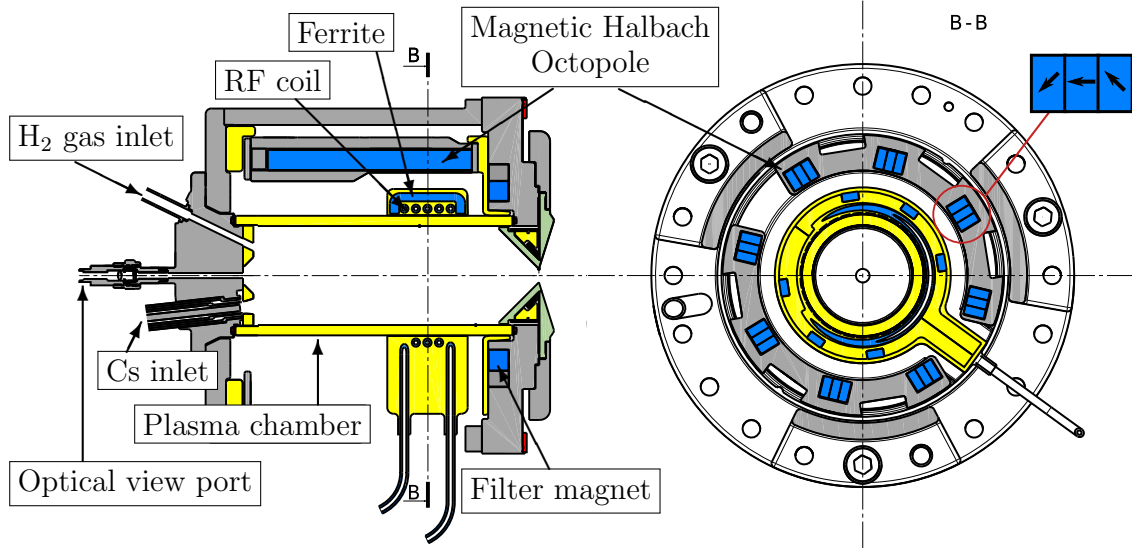 B
Ferrite
RF coil
Magnetic Halbach
Octopole
B-B
H₂ gas inlet
Cs inlet
Plasma chamber
Optical view port
B
Filter magnet